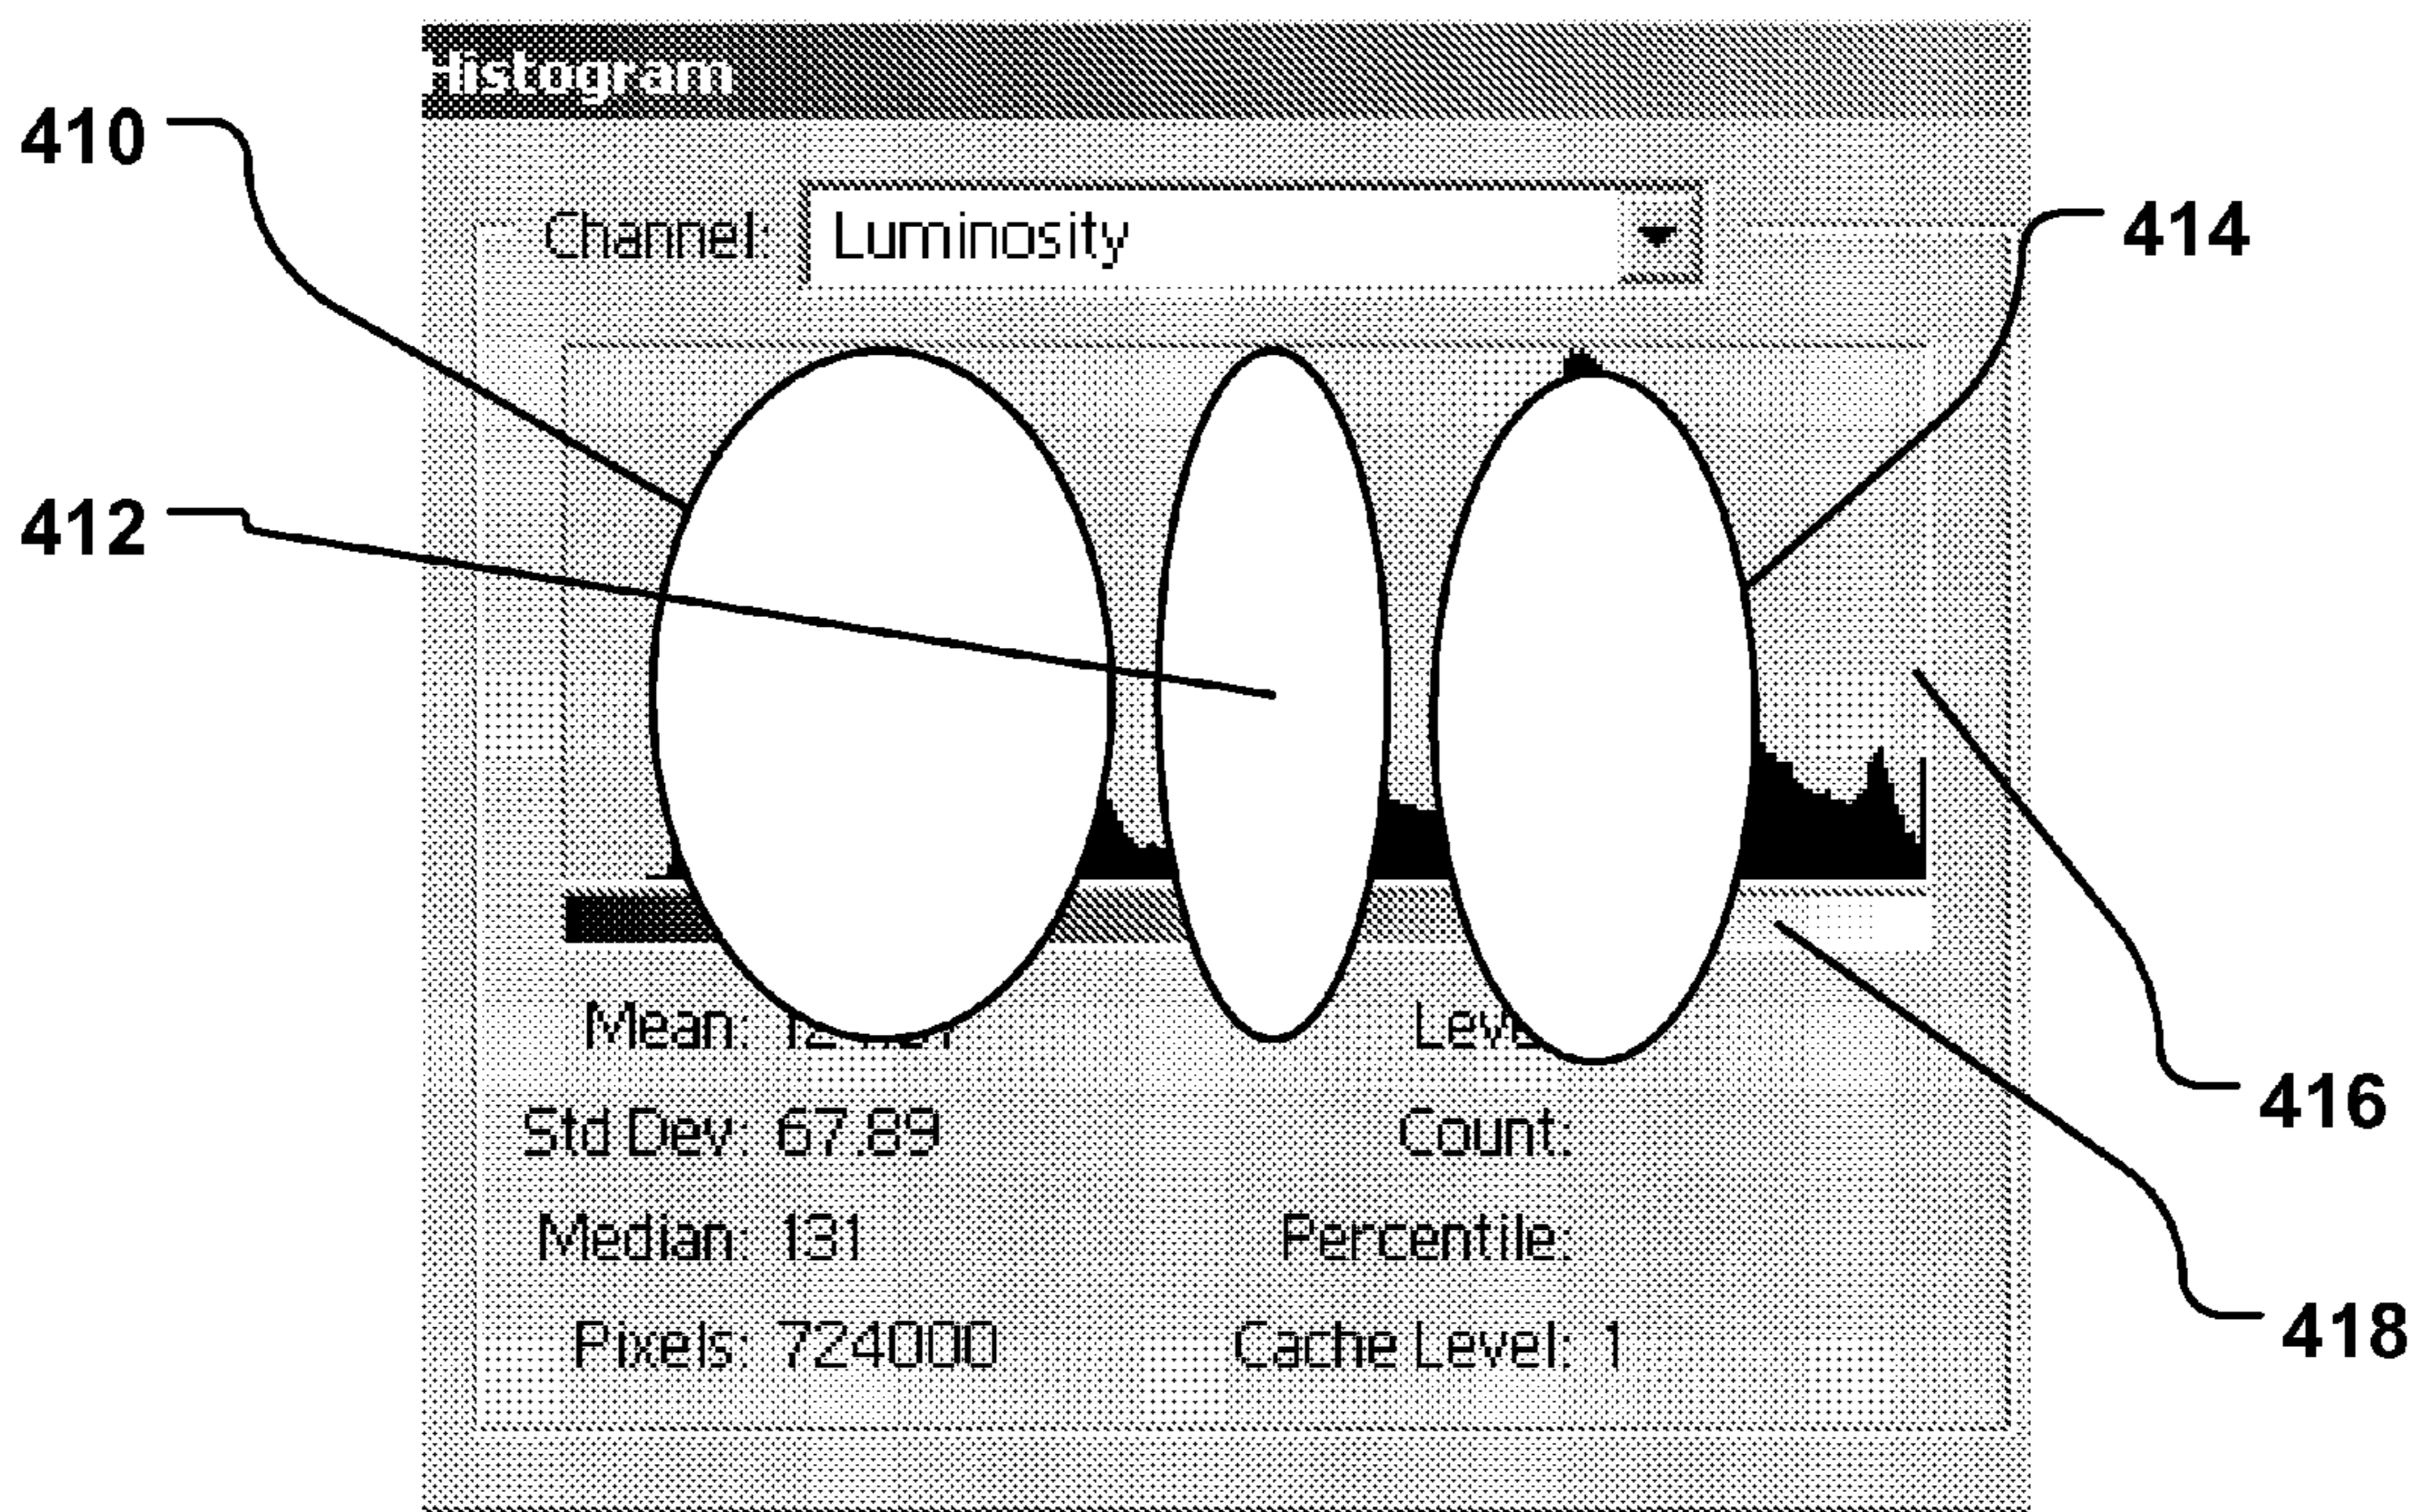 Histogram
410
Channel: Luminosity
414
412
Mean:
Std Dev: 67.89
Count:
416
Median: 131
Percentile:
418
Pixels: 724000
Cache Level: 1